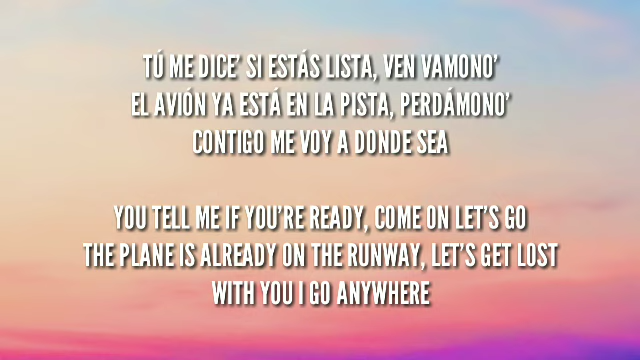 TÚ ME DICE' SI ESTÁS LISTA, VEN VAMONO'
EL AVIÓN YA ESTÁ EN LA PISTA, PERDÁMONO'
CONTIGO ME VOY A DONDE SEA
YOU TELL ME IF YOU'RE READY, COME ON LET'S GO
THE PLANE IS ALREADY ON THE RUNWAY, LET'S GET LOST
WITH YOU I GO ANYWHERE